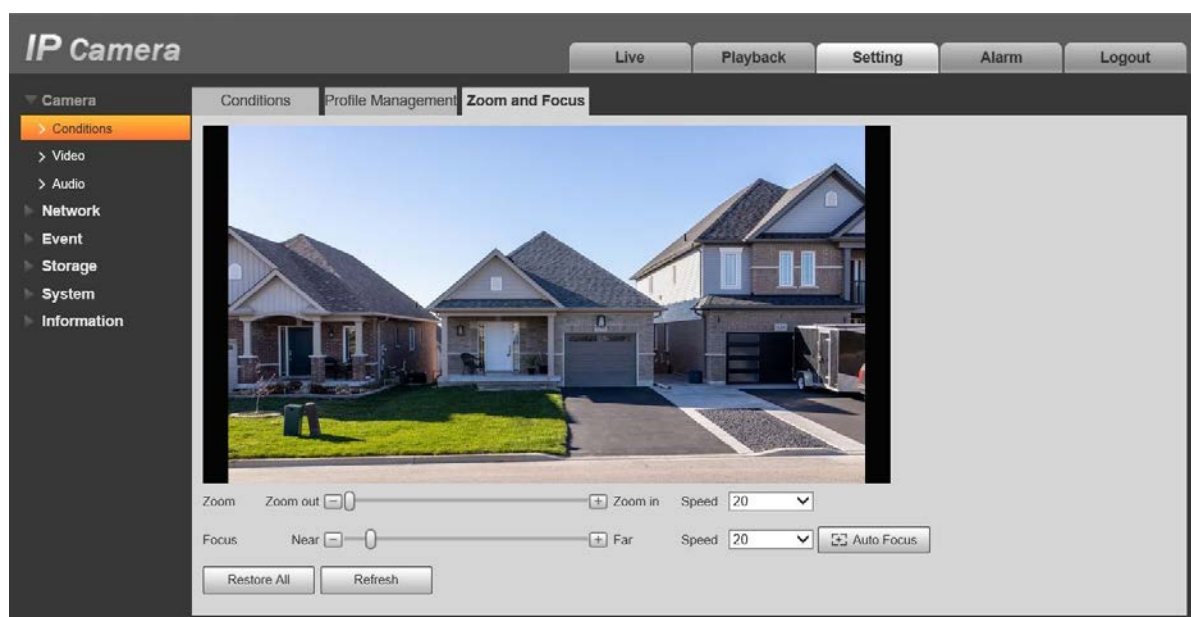 IP Camera
Live Playback Setting Alarm Logout
Camera
Conditions
Video
Audio
Network
Event
Storage
System
Information
Conditions Profile Management Zoom and Focus
Zoom Zoom out Zoom in Speed 20
Focus Near Far Speed 20 Auto Focus
Restore All Refresh